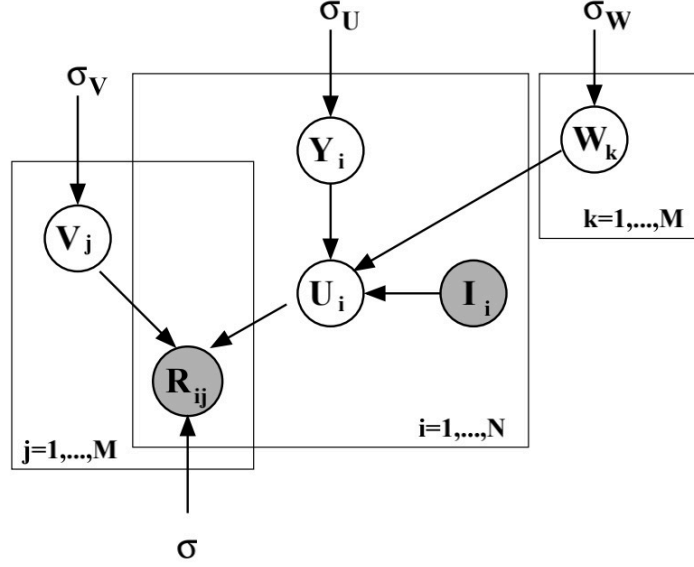 σU
σW
σV
Yi
Wk
k=1,...,M
Vj
Ui
Ii
Rij
i=1,...,N
j=1,...,M
σ